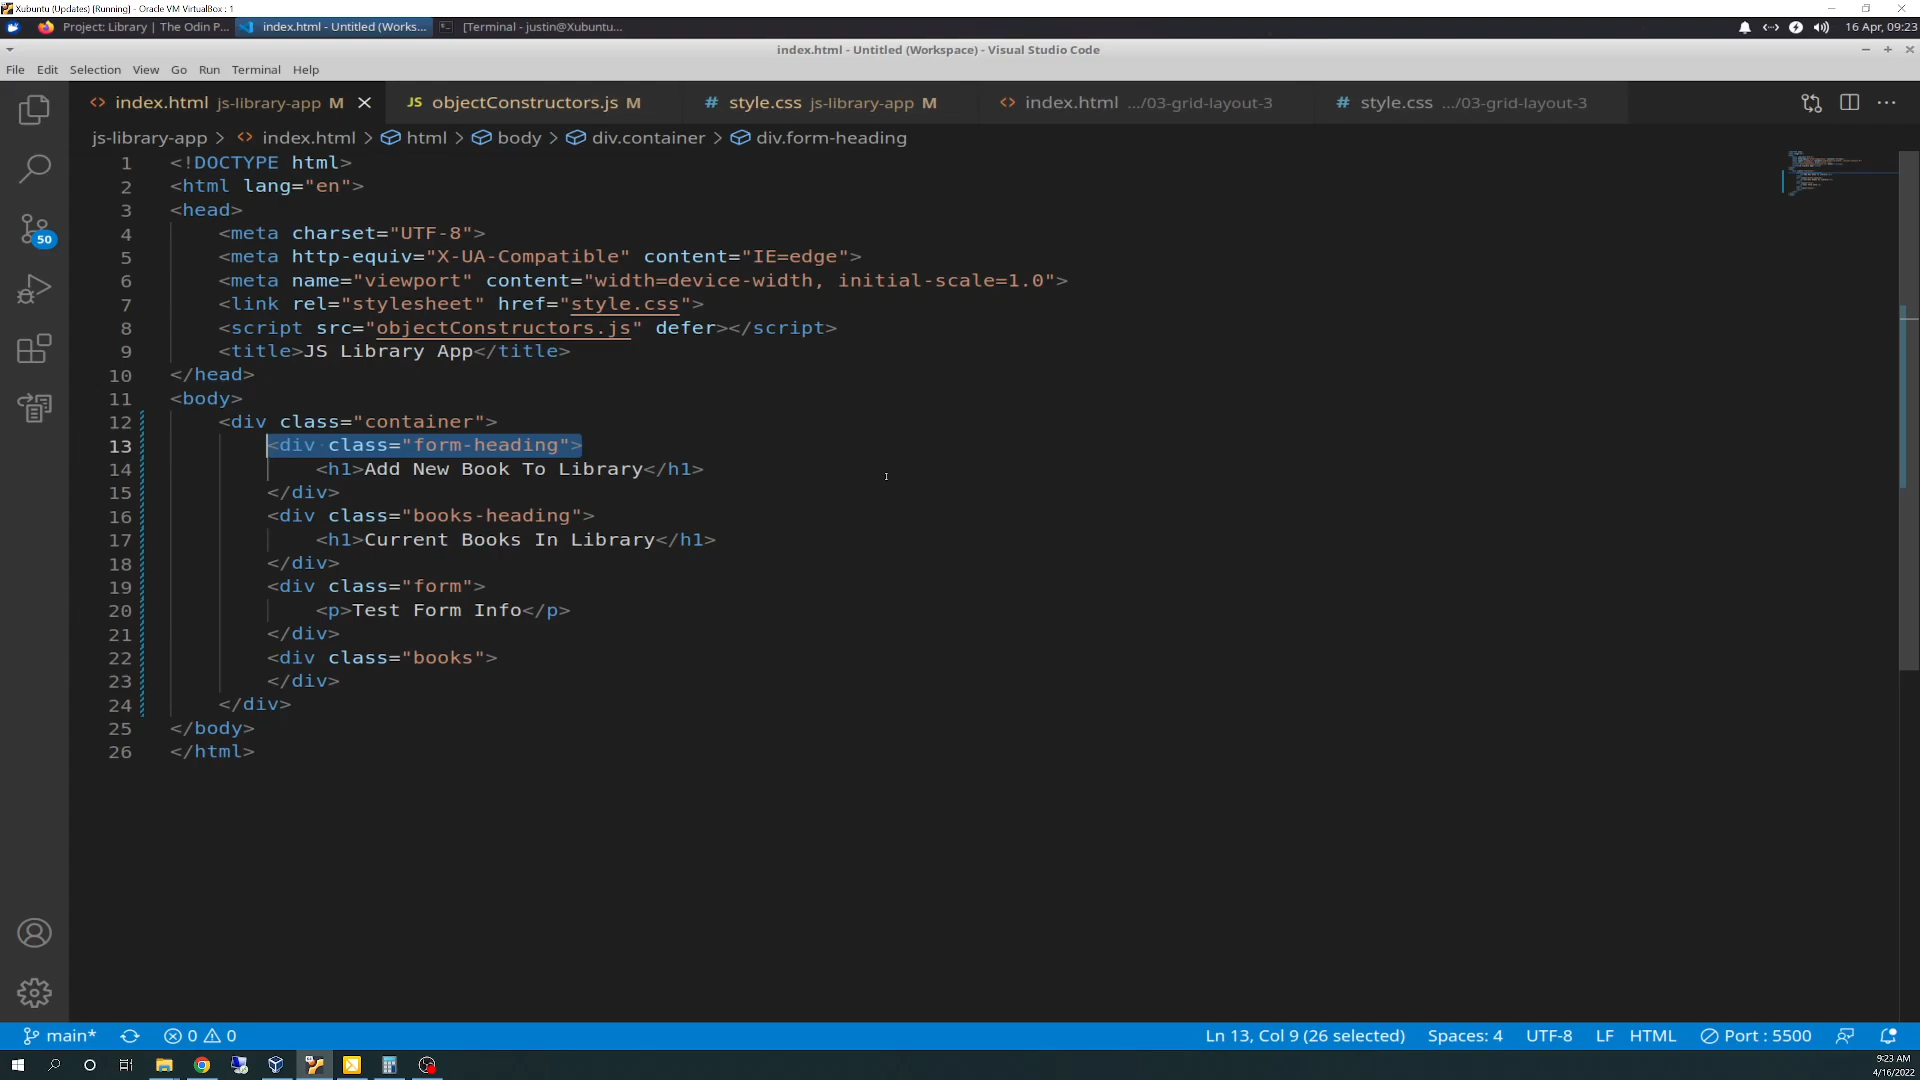 Xubuntu (Updates) [Running] - Oracle VM VirtualBox : 1
Project: Library | The Odin P... index.html - Untitled (Works... [Terminal - justin@Xubuntu... 16 Apr, 09:23
index.html - Untitled (Workspace) - Visual Studio Code
File Edit Selection View Go Run Terminal Help
<> index.html js-library-app M JS objectConstructors.js M # style.css js-library-app M <> index.html .../03-grid-layout-3 # style.css .../03-grid-layout-3
js-library-app > <> index.html > html > body > div.container > div.form-heading
1 <!DOCTYPE html>
2 <html lang="en">
3 <head>
4 <meta charset="UTF-8">
5 <meta http-equiv="X-UA-Compatible" content="IE=edge">
6 <meta name="viewport" content="width=device-width, initial-scale=1.0">
7 <link rel="stylesheet" href="style.css">
8 <script src="objectConstructors.js" defer></script>
9 <title>JS Library App</title>
10 </head>
11 <body>
12 <div class="container">
13 <div class="form-heading">
14 <h1>Add New Book To Library</h1>
15 </div>
16 <div class="books-heading">
17 <h1>Current Books In Library</h1>
18 </div>
19 <div class="form">
20 <p>Test Form Info</p>
21 </div>
22 <div class="books">
23 </div>
24 </div>
25 </body>
26 </html>
50
main* 0 0 Ln 13, Col 9 (26 selected) Spaces: 4 UTF-8 LF HTML Port : 5500
9:23 AM
4/16/2022